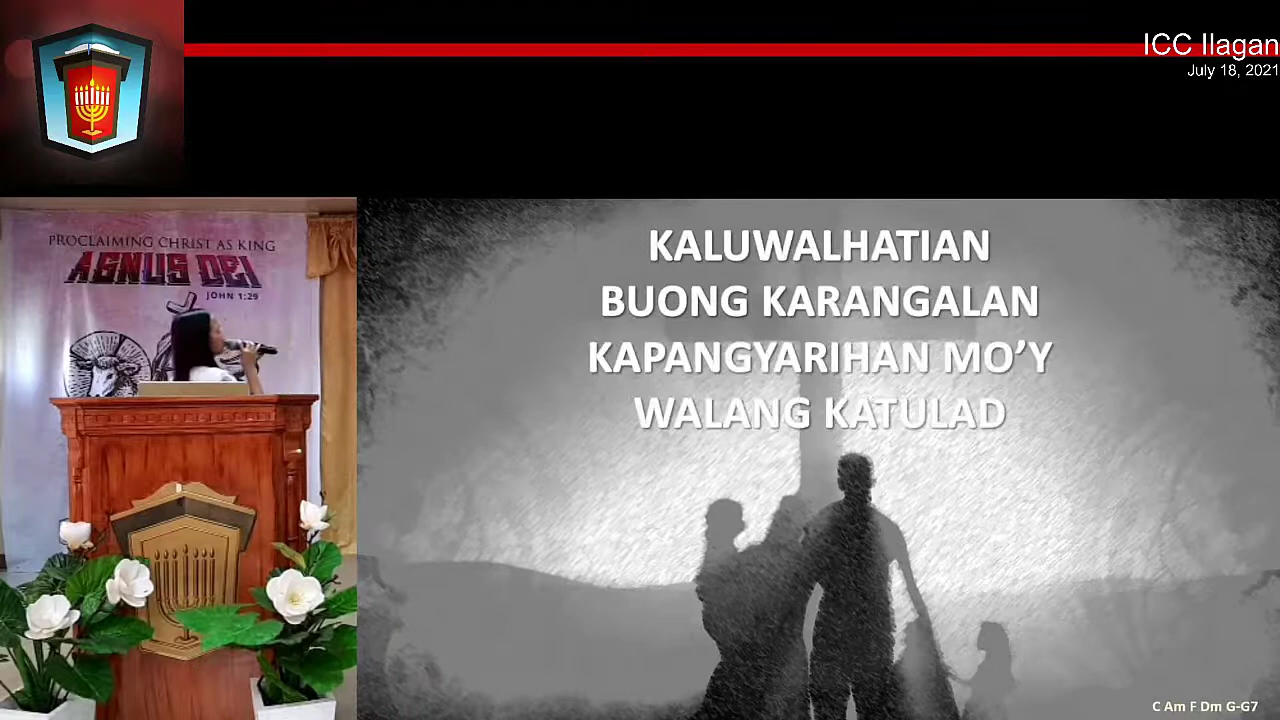 ICC Ilagan
July 18, 2021
PROCLAIMING CHRIST AS KING
AGNUS DEI
JOHN 1:29
KALUWALHATIAN
BUONG KARANGALAN
KAPANGYARIHAN MO’Y
WALANG KATULAD
C Am F Dm G-G7